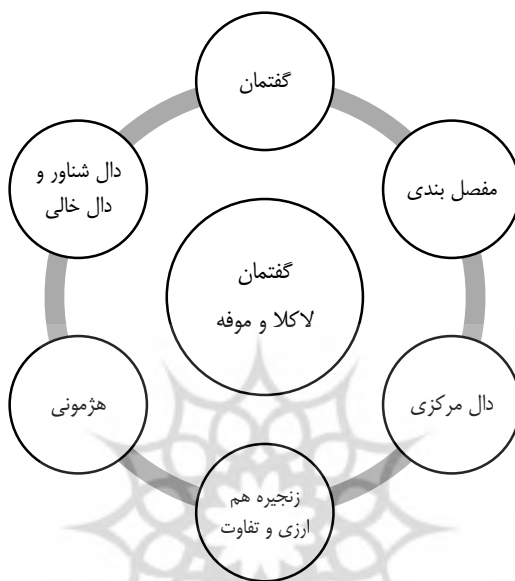 گفتمان
مفصل بندی
دال مرکزی
زنجیره هم
ارزی و تفاوت
هژمونی
دال شناور و
دال خالی
گفتمان
لاکلا و موفه